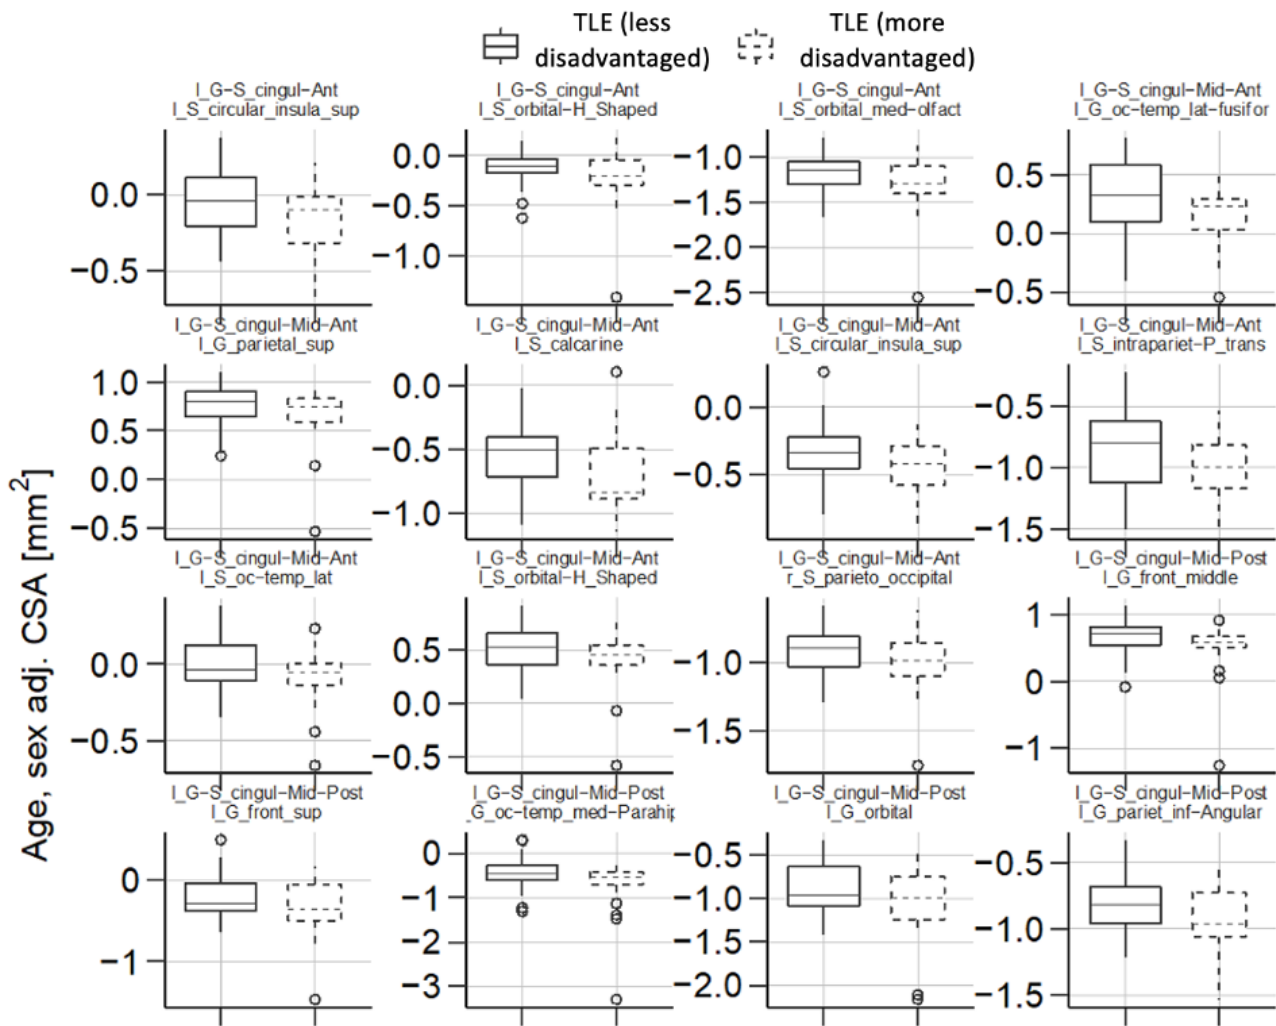 TLE (less disadvantaged)
TLE (more disadvantaged)
l_G-S_cingul-Ant
l_S_circular_insula_sup
l_G-S_cingul-Ant
l_S_orbital-H_Shaped
l_G-S_cingul-Ant
l_S_orbital_med-olfact
l_G-S_cingul-Mid-Ant
l_G_oc-temp_lat-fusifor
0.0
−0.5
0.0
−0.5
−1.0
−1.0
−1.5
−2.0
−2.5
0.5
0.0
−0.5
l_G-S_cingul-Mid-Ant
l_G_parietal_sup
l_G-S_cingul-Mid-Ant
l_S_calcarine
l_G-S_cingul-Mid-Ant
l_S_circular_insula_sup
l_G-S_cingul-Mid-Ant
l_S_intrapariet-P_trans
1.0
0.5
0.0
−0.5
0.0
−0.5
−1.0
0.0
−0.5
−0.5
−1.0
−1.5
Age, sex adj. CSA [mm²]
l_G-S_cingul-Mid-Ant
l_S_oc-temp_lat
l_G-S_cingul-Mid-Ant
l_S_orbital-H_Shaped
l_G-S_cingul-Mid-Ant
r_S_parieto_occipital
l_G-S_cingul-Mid-Post
l_G_front_middle
0.0
−0.5
0.5
0.0
−0.5
−1.0
−1.5
1
0
−1
l_G-S_cingul-Mid-Post
l_G_front_sup
l_G-S_cingul-Mid-Post
_G_oc-temp_med-Parahip
l_G-S_cingul-Mid-Post
l_G_orbital
l_G-S_cingul-Mid-Post
l_G_pariet_inf-Angular
0
−1
0
−1
−2
−3
−0.5
−1.0
−1.5
−2.0
−0.5
−1.0
−1.5